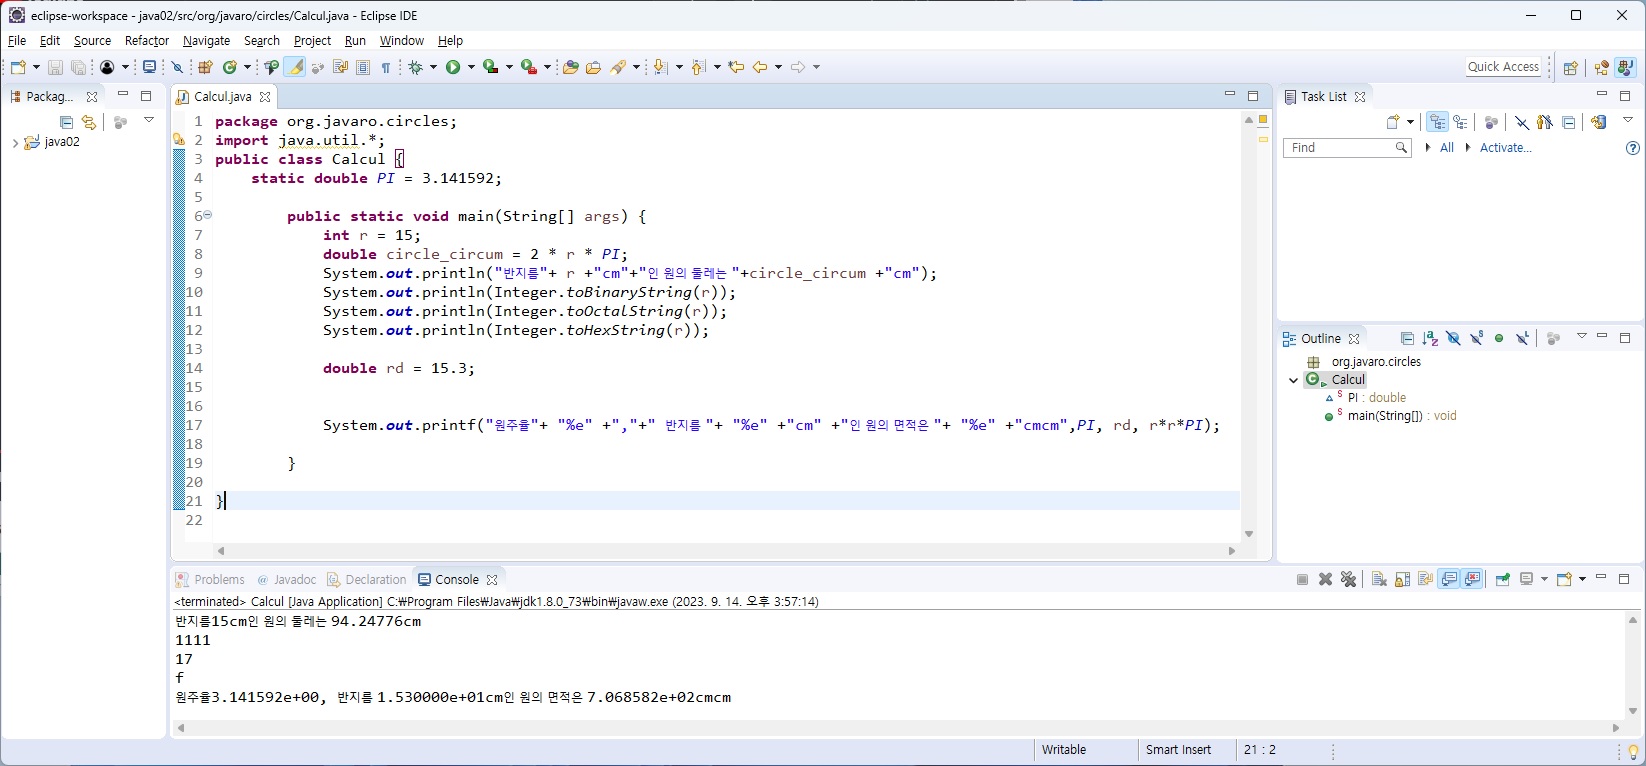 eclipse-workspace - java02/src/org/javaro/circles/Calcul.java - Eclipse IDE
File Edit Source Refactor Navigate Search Project Run Window Help
Quick Access
Packag...
java02
Calcul.java
1 package org.javaro.circles;
2 import java.util.*;
3 public class Calcul {
4 static double PI = 3.141592;
5
6 public static void main(String[] args) {
7 int r = 15;
8 double circle_circum = 2 * r * PI;
9 System.out.println("반지름"+ r +"cm"+"인 원의 둘레는 "+circle_circum +"cm");
10 System.out.println(Integer.toBinaryString(r));
11 System.out.println(Integer.toOctalString(r));
12 System.out.println(Integer.toHexString(r));
13
14 double rd = 15.3;
15
16
17 System.out.printf("원주율"+ "%e" +","+" 반지름 "+ "%e" +"cm" +"인 원의 면적은 "+ "%e" +"cmcm",PI, rd, r*r*PI);
18
19 }
20
21 }
22
Task List
Find All Activate...
Outline
org.javaro.circles
Calcul
PI : double
main(String[]) : void
Problems @ Javadoc Declaration Console
<terminated> Calcul [Java Application] C:₩Program Files₩Java₩jdk1.8.0_73₩bin₩javaw.exe (2023. 9. 14. 오후 3:57:14)
반지름15cm인 원의 둘레는 94.24776cm
1111
17
f
원주율3.141592e+00, 반지름 1.530000e+01cm인 원의 면적은 7.068582e+02cmcm
Writable Smart Insert 21 : 2